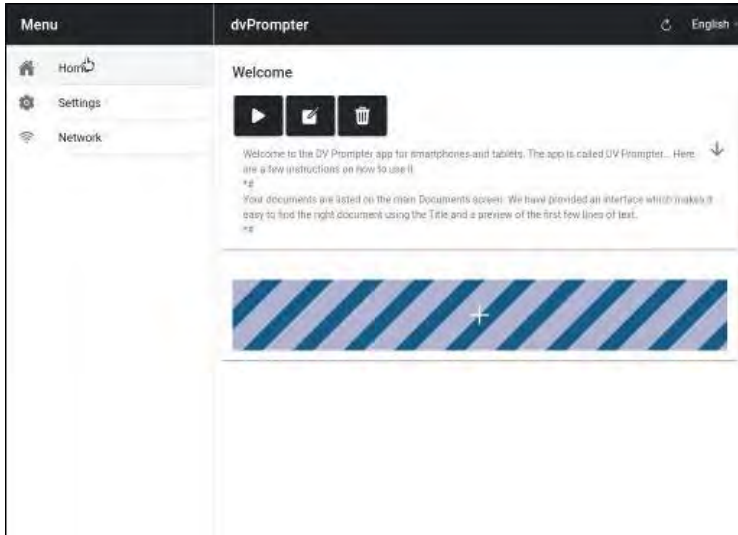 Menu
dvPrompter
English
Home
Settings
Network
Welcome
Welcome to the DV Prompter app for smartphones and tablets. The app is called DV Prompter... Here
are a few instructions on how to use it
*#
Your documents are listed on the main Documents screen. We have provided an interface which makes it
easy to find the right document using the Title and a preview of the first few lines of text.
*#